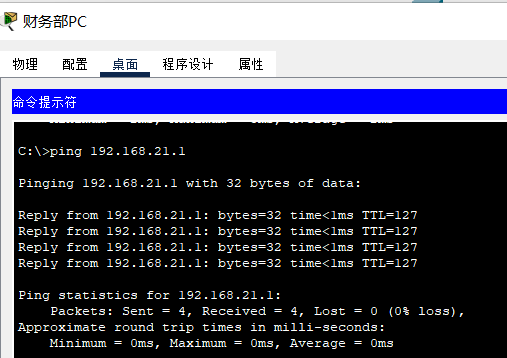 财务部PC
物理 配置 桌面 程序设计 属性
命令提示符
C:\>ping 192.168.21.1
Pinging 192.168.21.1 with 32 bytes of data:
Reply from 192.168.21.1: bytes=32 time<1ms TTL=127
Reply from 192.168.21.1: bytes=32 time<1ms TTL=127
Reply from 192.168.21.1: bytes=32 time<1ms TTL=127
Reply from 192.168.21.1: bytes=32 time<1ms TTL=127
Ping statistics for 192.168.21.1:
Packets: Sent = 4, Received = 4, Lost = 0 (0% loss),
Approximate round trip times in milli-seconds:
Minimum = 0ms, Maximum = 0ms, Average = 0ms